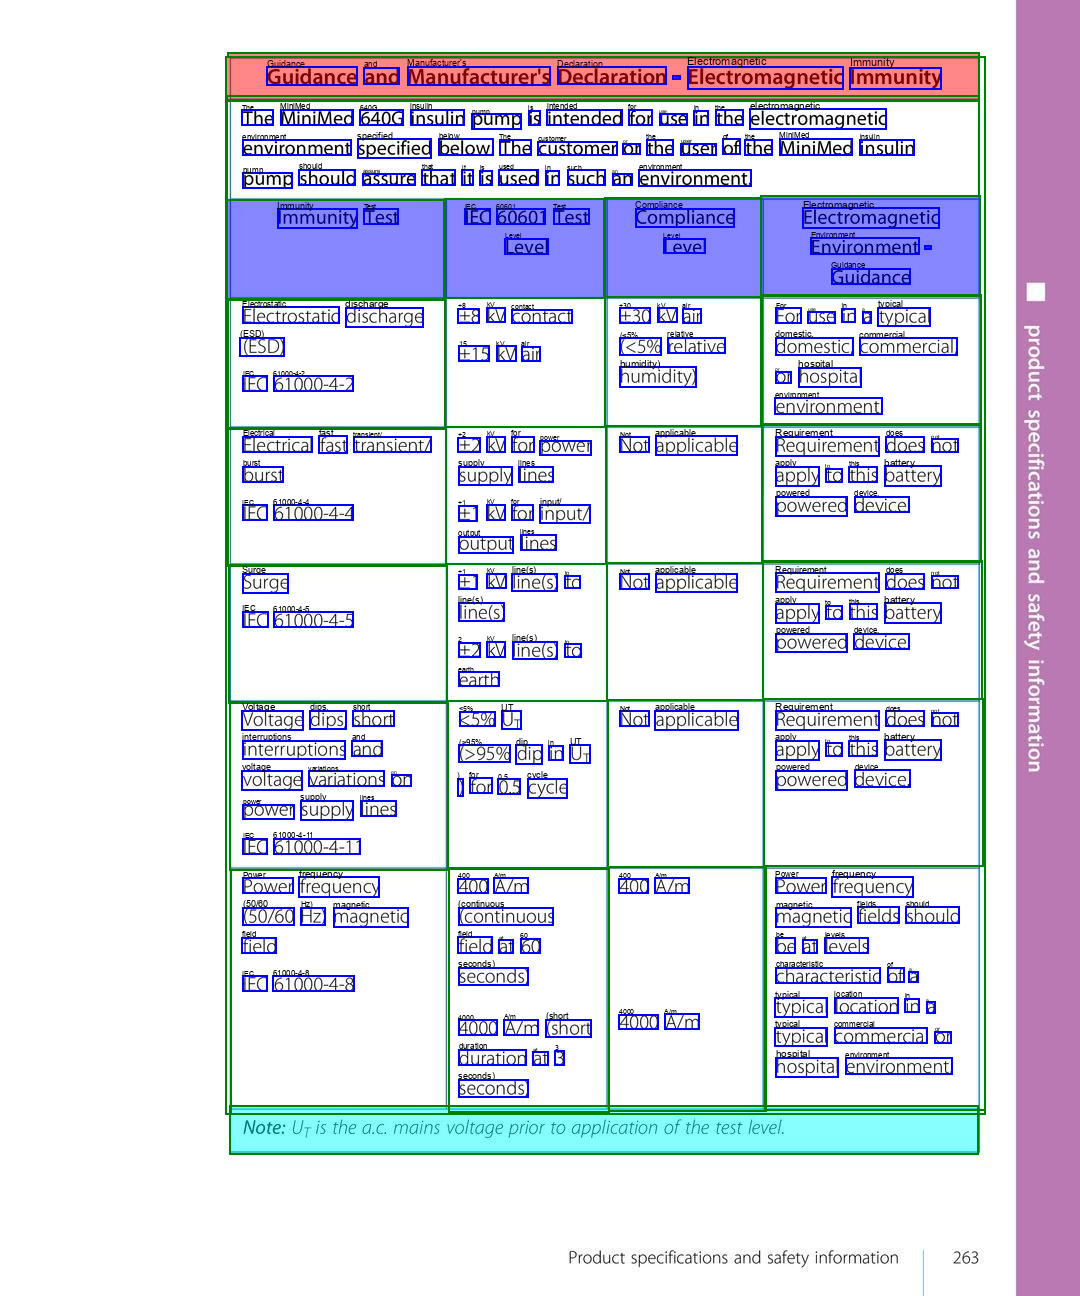 Guidance and Manufacturer's Declaration - Electromagnetic Immunity
The MiniMed 640G insulin pump is intended for use in the electromagnetic
environment specified below. The customer or the user of the MiniMed insulin
pump should assure that it is used in such an environment.
Immunity Test
IEC 60601 Test
Level
Compliance
Level
Electromagnetic
Environment -
Guidance
Electrostatic discharge
(ESD)
IEC 61000-4-2
±8 kV contact
±15 kV air
±30 kV air
(<5% relative
humidity)
For use in a typical
domestic, commercial,
or hospital
environment.
Electrical fast transient/
burst
IEC 61000-4-4
±2 kV for power
supply lines
±1 kV for input/
output lines
Not applicable
Requirement does not
apply to this battery
powered device.
Surge
IEC 61000-4-5
±1 kV line(s) to
line(s)
±2 kV line(s) to
earth
Not applicable
Requirement does not
apply to this battery
powered device.
Voltage dips, short
interruptions and
voltage variations on
power supply lines
IEC 61000-4-11
<5% UT
(>95% dip in UT
) for 0.5 cycle
Not applicable
Requirement does not
apply to this battery
powered device.
Power frequency
(50/60 Hz) magnetic
field
IEC 61000-4-8
400 A/m
(continuous
field at 60
seconds)
4000 A/m (short
duration at 3
seconds)
400 A/m
4000 A/m
Power frequency
magnetic fields should
be at levels
characteristic of a
typical location in a
typical commercial or
hospital environment.
Note: UT is the a.c. mains voltage prior to application of the test level.
product specifications and safety information
Product specifications and safety information 263